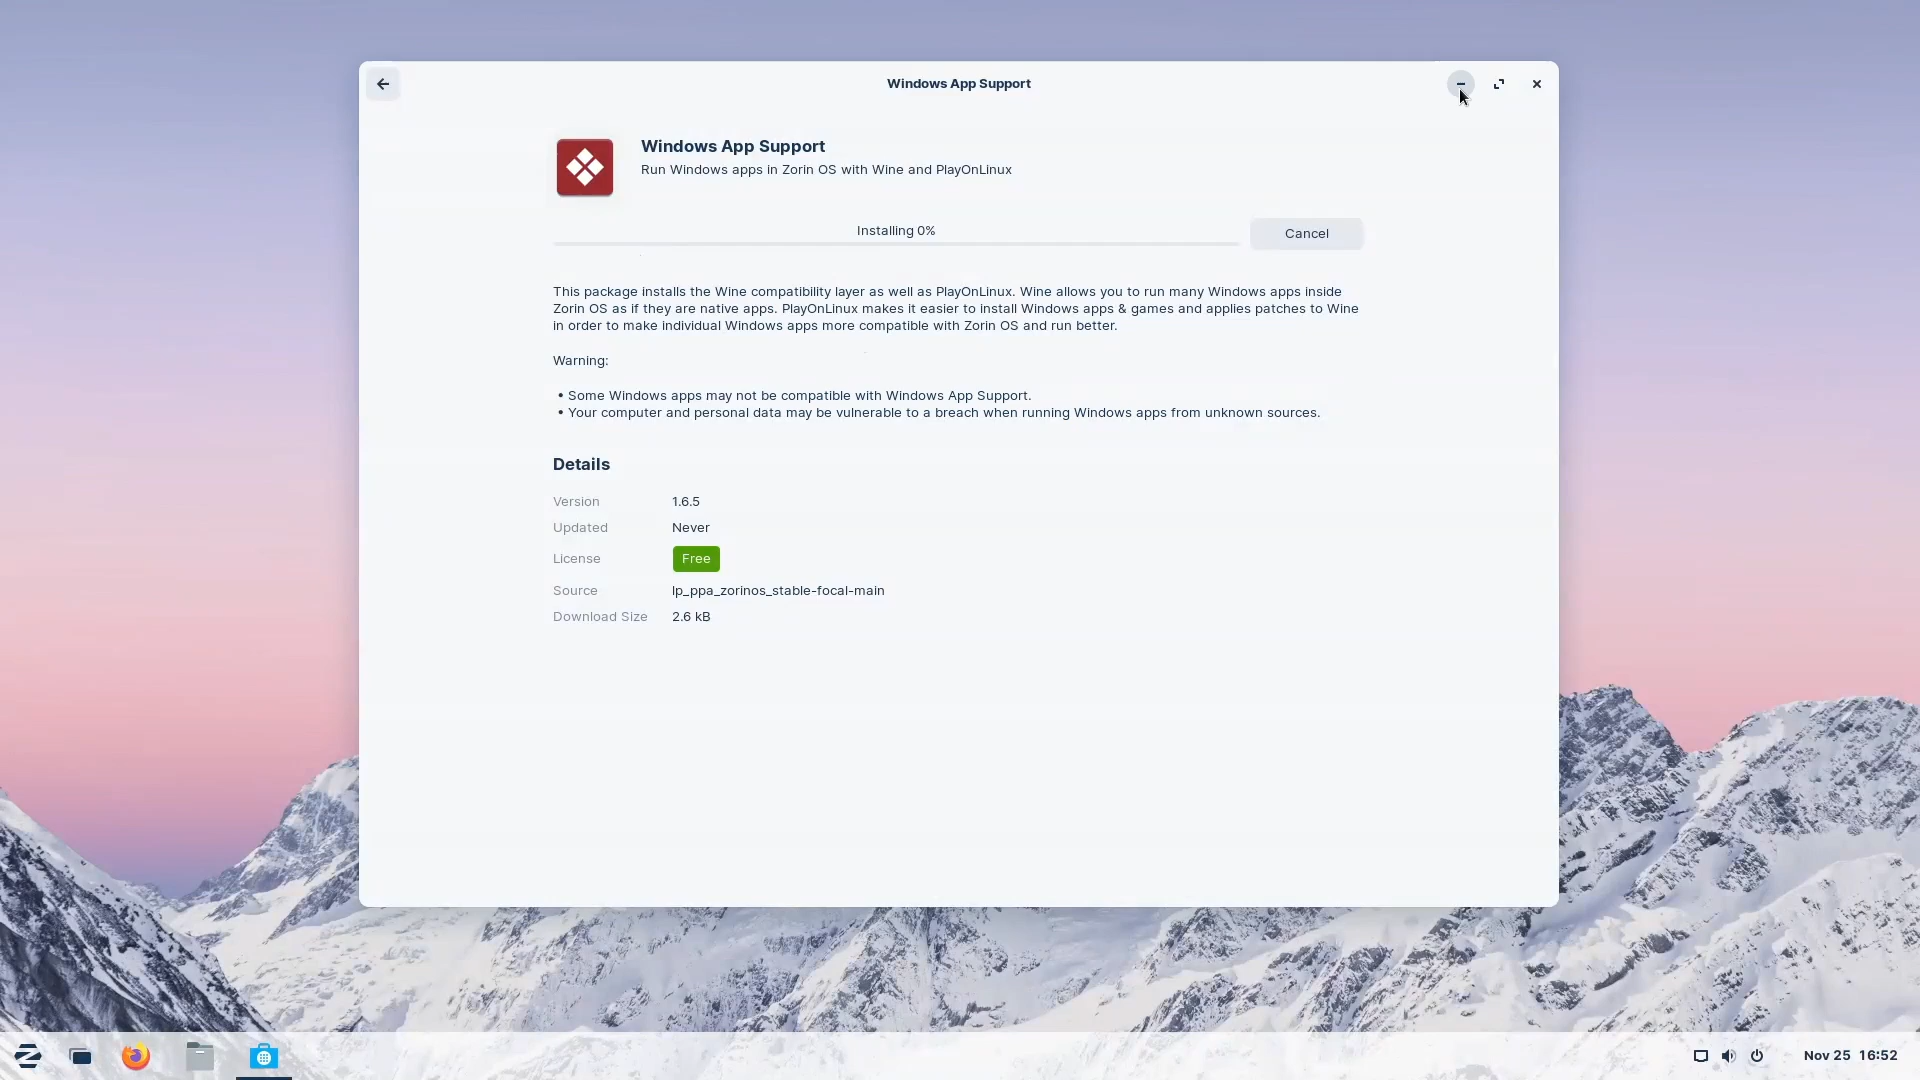 Windows App Support
Windows App Support
Run Windows apps in Zorin OS with Wine and PlayOnLinux
Installing 0%
Cancel
This package installs the Wine compatibility layer as well as PlayOnLinux. Wine allows you to run many Windows apps inside
Zorin OS as if they are native apps. PlayOnLinux makes it easier to install Windows apps & games and applies patches to Wine
in order to make individual Windows apps more compatible with Zorin OS and run better.
Warning:
• Some Windows apps may not be compatible with Windows App Support.
• Your computer and personal data may be vulnerable to a breach when running Windows apps from unknown sources.
Details
Version 1.6.5
Updated Never
License Free
Source lp_ppa_zorinos_stable-focal-main
Download Size 2.6 kB
Nov 25 16:52